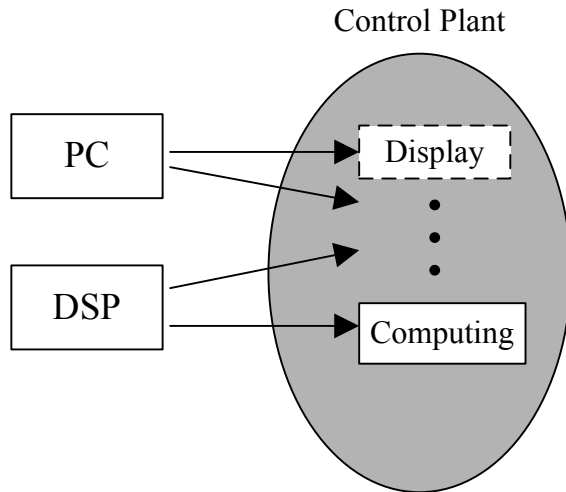 Control Plant
PC
Display
DSP
Computing